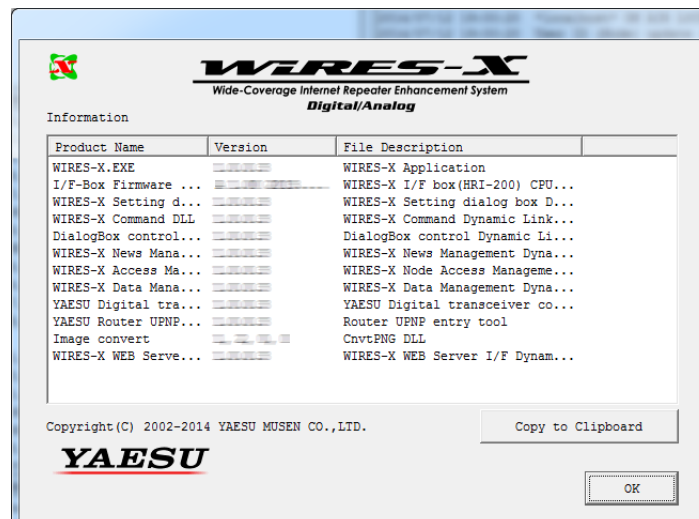 WiRES-X
Wide-Coverage Internet Repeater Enhancement System
Digital/Analog
Information
Product Name Version File Description
WIRES-X.EXE WIRES-X Application
I/F-Box Firmware ... WIRES-X I/F box(HRI-200) CPU...
WIRES-X Setting d... WIRES-X Setting dialog box D...
WIRES-X Command DLL WIRES-X Command Dynamic Link...
DialogBox control... DialogBox control Dynamic Li...
WIRES-X News Mana... WIRES-X News Management Dyna...
WIRES-X Access Ma... WIRES-X Node Access Manageme...
WIRES-X Data Mana... WIRES-X Data Management Dyna...
YAESU Digital tra... YAESU Digital transceiver co...
YAESU Router UPNP... Router UPNP entry tool
Image convert CnvtPNG DLL
WIRES-X WEB Serve... WIRES-X WEB Server I/F Dynam...
Copyright(C) 2002-2014 YAESU MUSEN CO.,LTD.
Copy to Clipboard
YAESU
OK